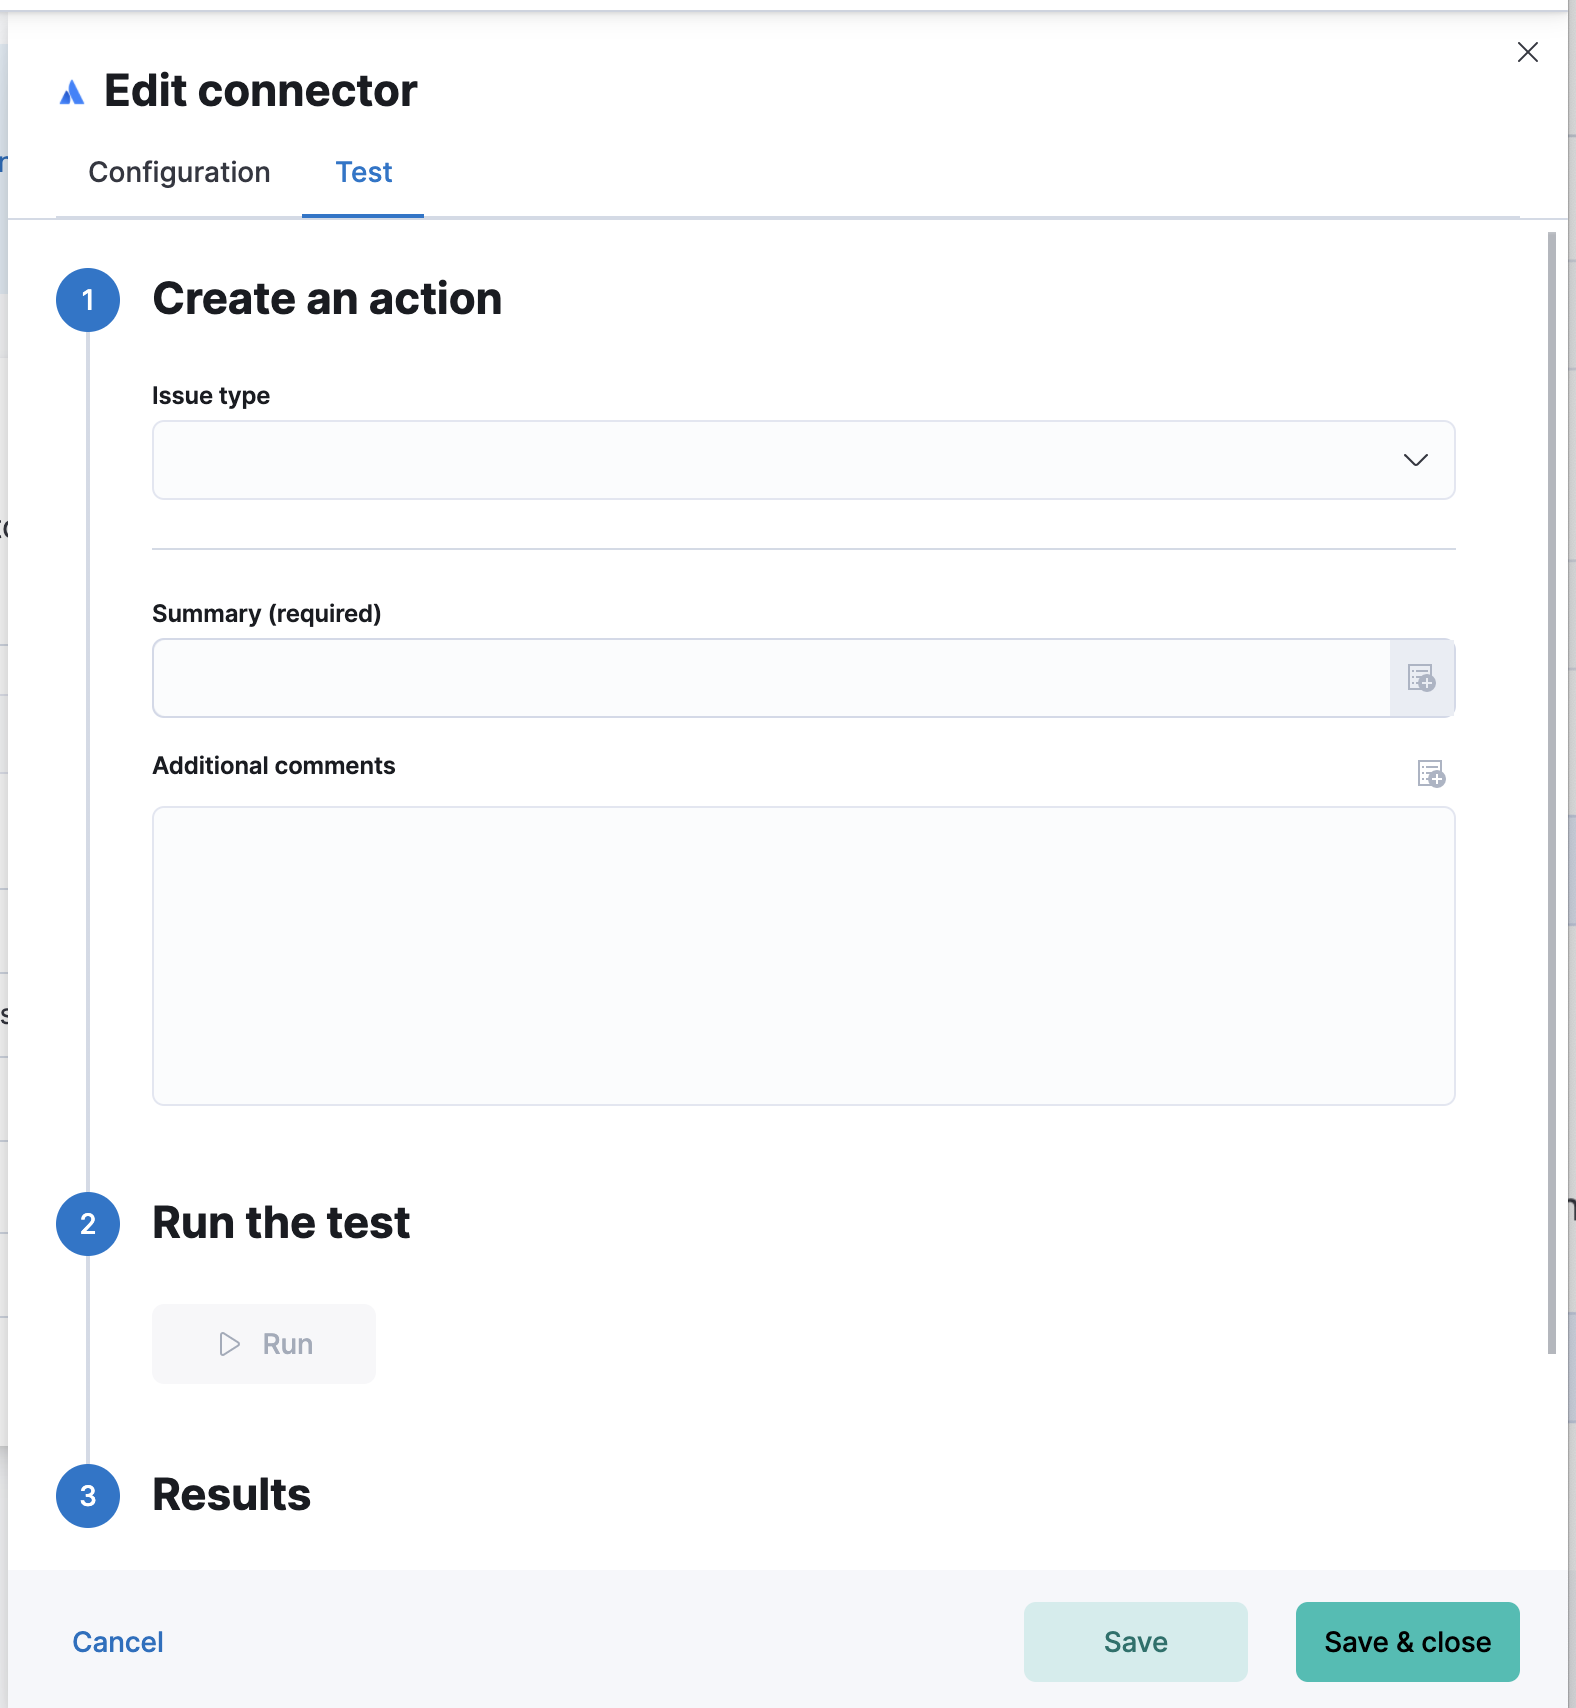 Edit connector
Configuration
Test
1
Create an action
Issue type
Summary (required)
Additional comments
2
Run the test
Run
3
Results
Cancel
Save
Save & close